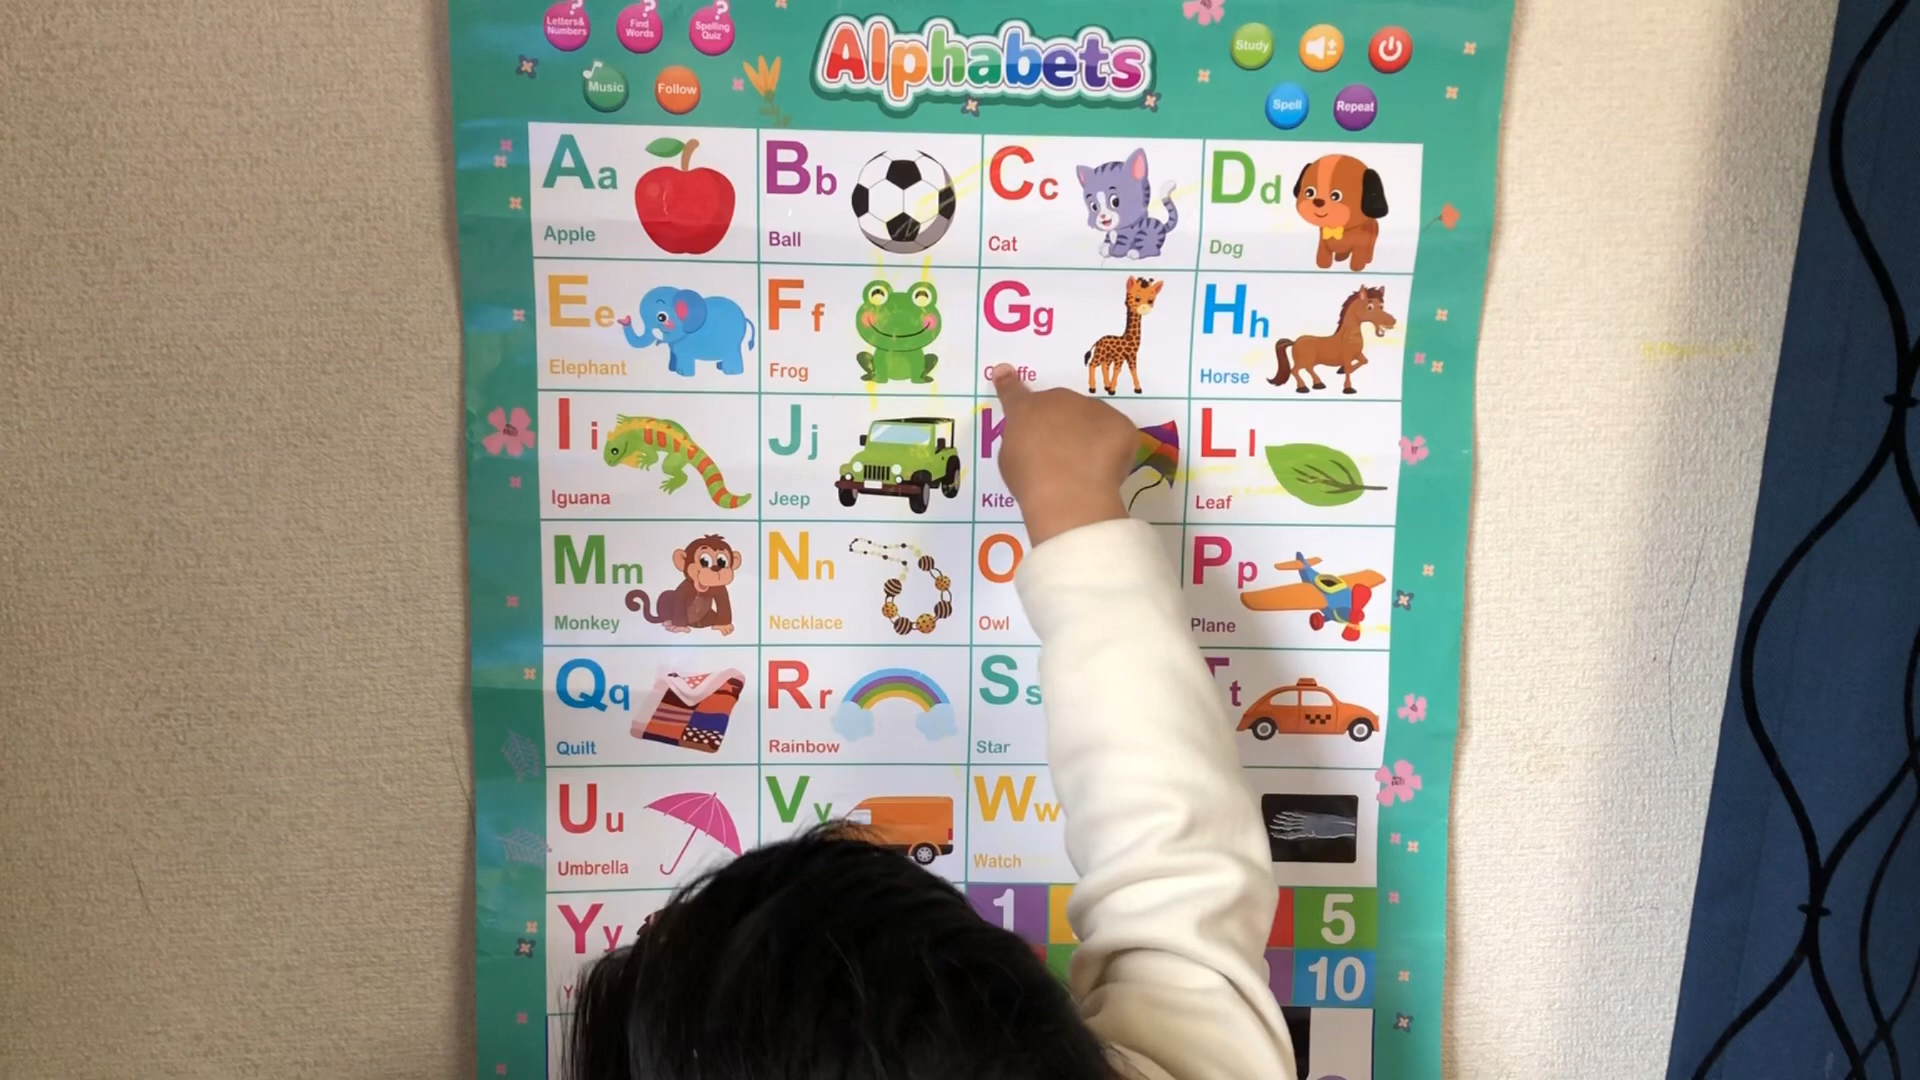 Letters&
Numbers
Find
Words
Spelling
Quiz
Music
Follow
Alphabets
Study
Spell
Repeat
Aa
Apple
Bb
Ball
Cc
Cat
Dd
Dog
Ee
Elephant
Ff
Frog
Gg
Hh
Horse
Ii
Iguana
Jj
Jeep
K
Kite
Ll
Leaf
Mm
Monkey
Nn
Necklace
O
Owl
Pp
Plane
Qq
Quilt
Rr
Rainbow
Ss
Star
Tt
Uu
Umbrella
Vv
Ww
Watch
Yy
1
5
10